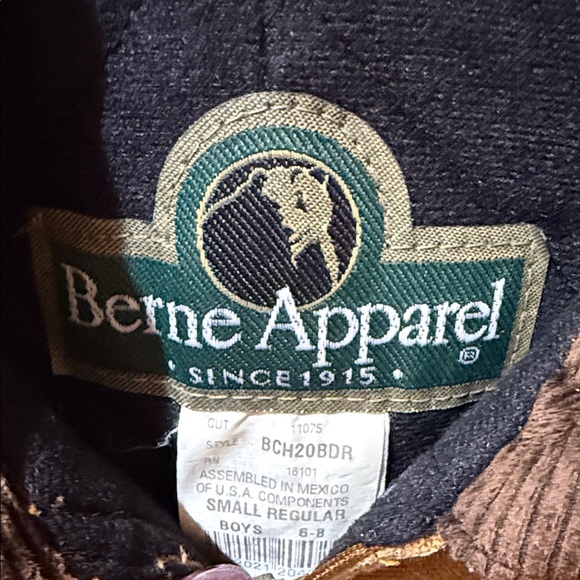 Berne Apparel ®
· SINCE 1915 ·
CUT 11075
STYLE BCH20BDR
RN 16101
ASSEMBLED IN MEXICO
OF U.S.A. COMPONENTS
SMALL REGULAR
BOYS 6-8